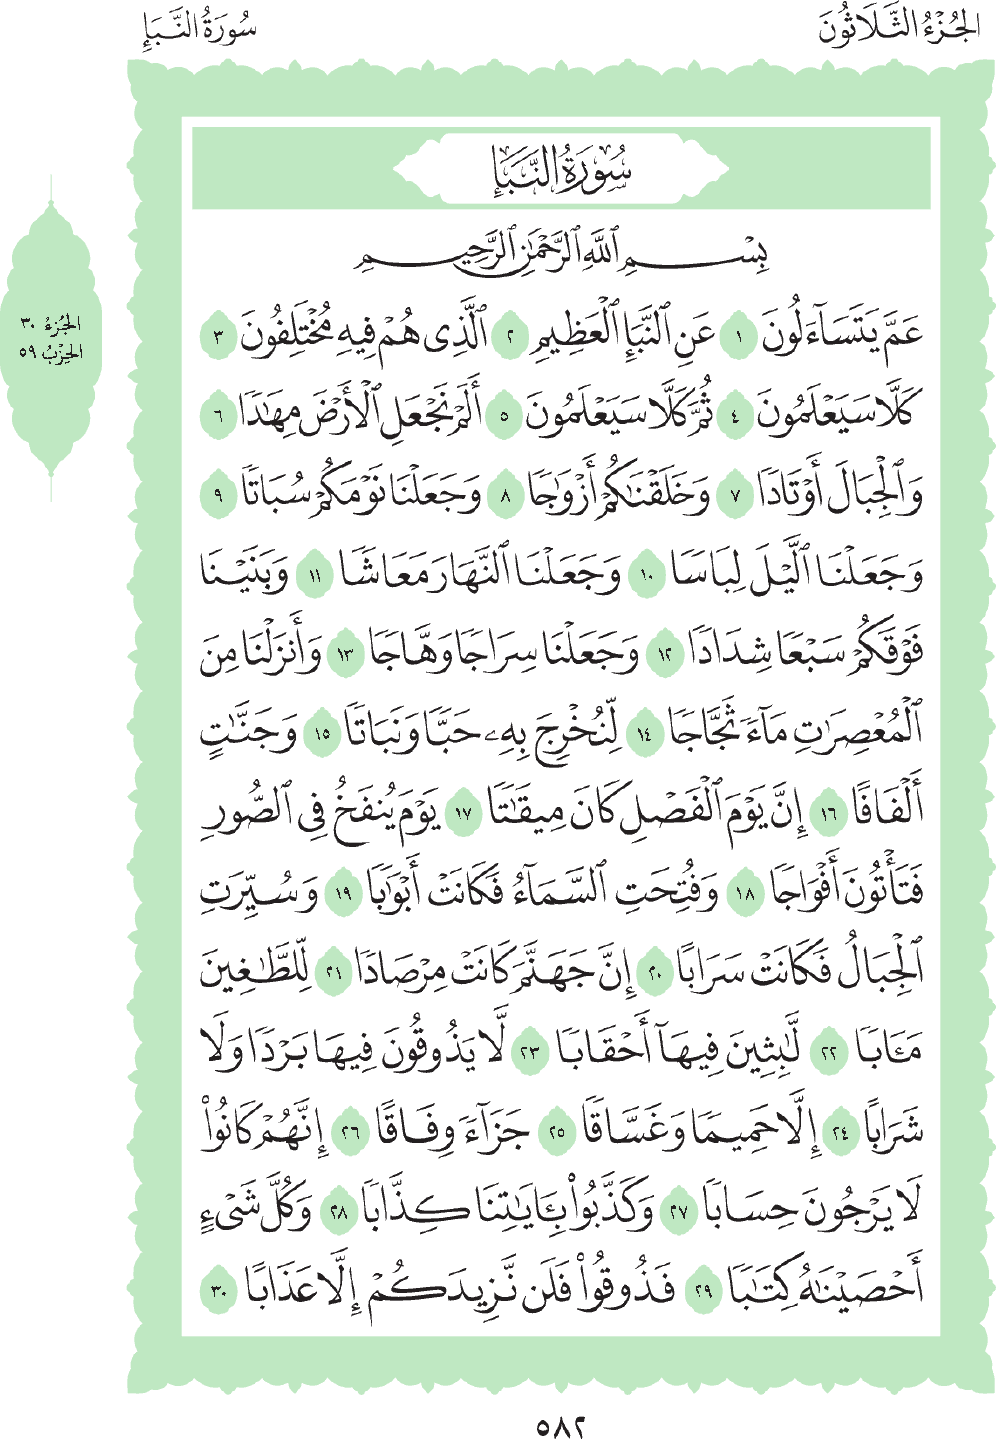 الجُزْءُ الثَّلَاثُونَ
سُورَةُ النَّبَإِ
سُورَةُ النَّبَإِ
بِسْمِ ٱللَّهِ ٱلرَّحْمَٰنِ ٱلرَّحِيمِ
الجُزءُ ٣٠
الحِزْبُ ٥٩
عَمَّ يَتَسَآءَلُونَ ١ عَنِ ٱلنَّبَإِ ٱلْعَظِيمِ ٢ ٱلَّذِى هُمْ فِيهِ مُخْتَلِفُونَ ٣
كَلَّا سَيَعْلَمُونَ ٤ ثُمَّ كَلَّا سَيَعْلَمُونَ ٥ أَلَمْ نَجْعَلِ ٱلْأَرْضَ مِهَٰدًا ٦
وَٱلْجِبَالَ أَوْتَادًا ٧ وَخَلَقْنَٰكُمْ أَزْوَٰجًا ٨ وَجَعَلْنَا نَوْمَكُمْ سُبَاتًا ٩
وَجَعَلْنَا ٱلَّيْلَ لِبَاسًا ١٠ وَجَعَلْنَا ٱلنَّهَارَ مَعَاشًا ١١ وَبَنَيْنَا
فَوْقَكُمْ سَبْعًا شِدَادًا ١٢ وَجَعَلْنَا سِرَاجًا وَهَّاجًا ١٣ وَأَنزَلْنَا مِنَ
ٱلْمُعْصِرَٰتِ مَآءً ثَجَّاجًا ١٤ لِّنُخْرِجَ بِهِۦ حَبًّا وَنَبَاتًا ١٥ وَجَنَّٰتٍ
أَلْفَافًا ١٦ إِنَّ يَوْمَ ٱلْفَصْلِ كَانَ مِيقَٰتًا ١٧ يَوْمَ يُنفَخُ فِى ٱلصُّورِ
فَتَأْتُونَ أَفْوَاجًا ١٨ وَفُتِحَتِ ٱلسَّمَآءُ فَكَانَتْ أَبْوَٰبًا ١٩ وَسُيِّرَتِ
ٱلْجِبَالُ فَكَانَتْ سَرَابًا ٢٠ إِنَّ جَهَنَّمَ كَانَتْ مِرْصَادًا ٢١ لِّلطَّٰغِينَ
مَـَٔابًا ٢٢ لَّٰبِثِينَ فِيهَآ أَحْقَابًا ٢٣ لَّا يَذُوقُونَ فِيهَا بَرْدًا وَلَا
شَرَابًا ٢٤ إِلَّا حَمِيمًا وَغَسَّاقًا ٢٥ جَزَآءً وِفَاقًا ٢٦ إِنَّهُمْ كَانُوا۟
لَا يَرْجُونَ حِسَابًا ٢٧ وَكَذَّبُوا۟ بِـَٔايَٰتِنَا كِذَّابًا ٢٨ وَكُلَّ شَىْءٍ
أَحْصَيْنَٰهُ كِتَٰبًا ٢٩ فَذُوقُوا۟ فَلَن نَّزِيدَكُمْ إِلَّا عَذَابًا ٣٠
٥٨٢